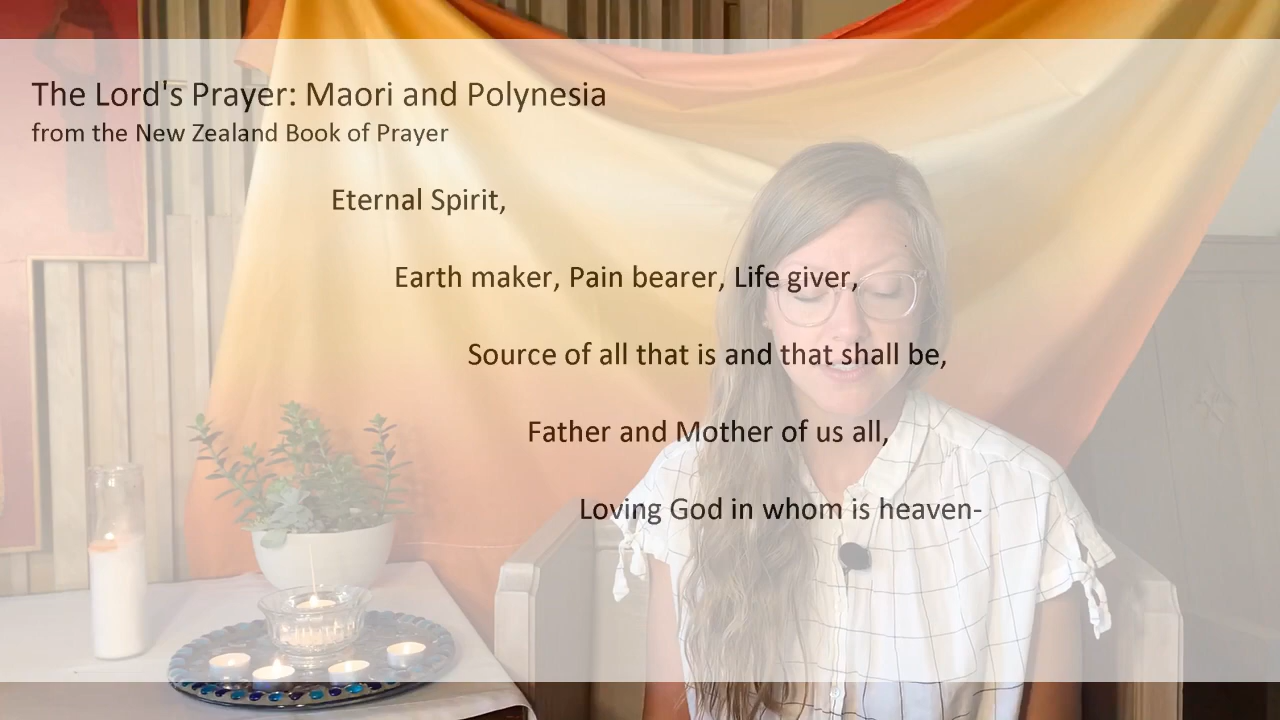 The Lord's Prayer: Maori and Polynesia
from the New Zealand Book of Prayer
Eternal Spirit,
Earth maker, Pain bearer, Life giver,
Source of all that is and that shall be,
Father and Mother of us all,
Loving God in whom is heaven-